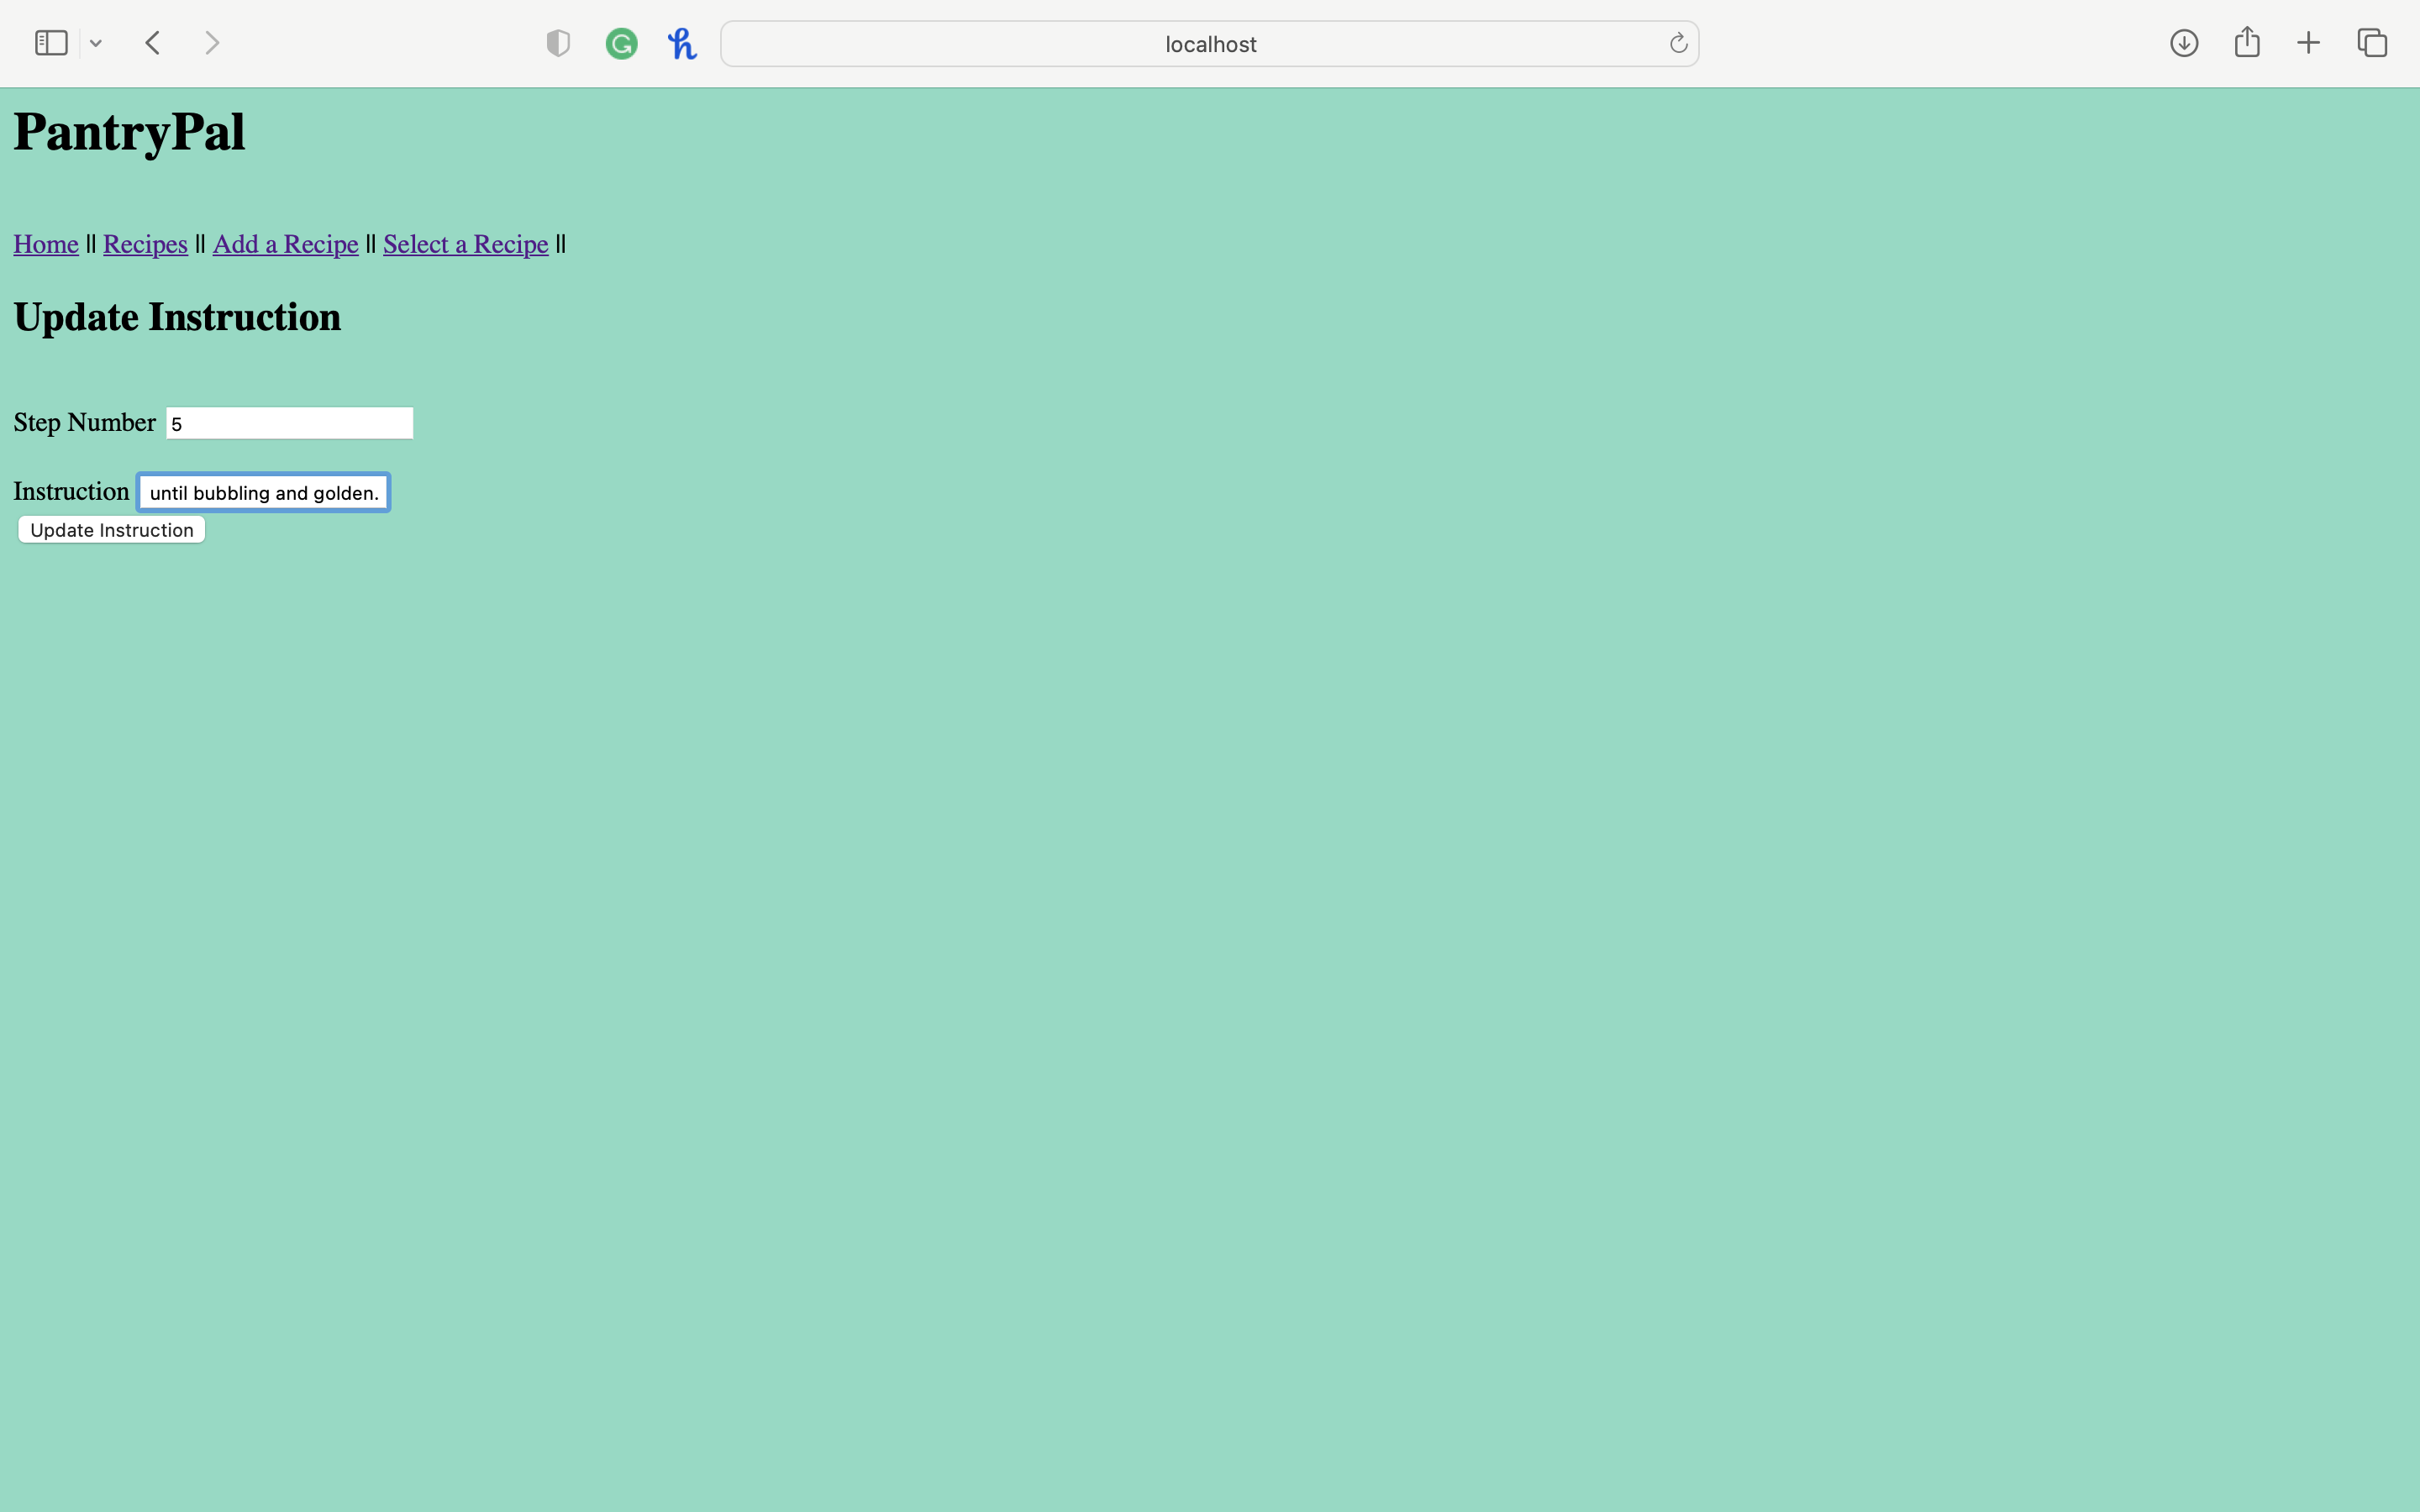 localhost
PantryPal
Home || Recipes || Add a Recipe || Select a Recipe ||
Update Instruction
Step Number 5
Instruction until bubbling and golden.
Update Instruction